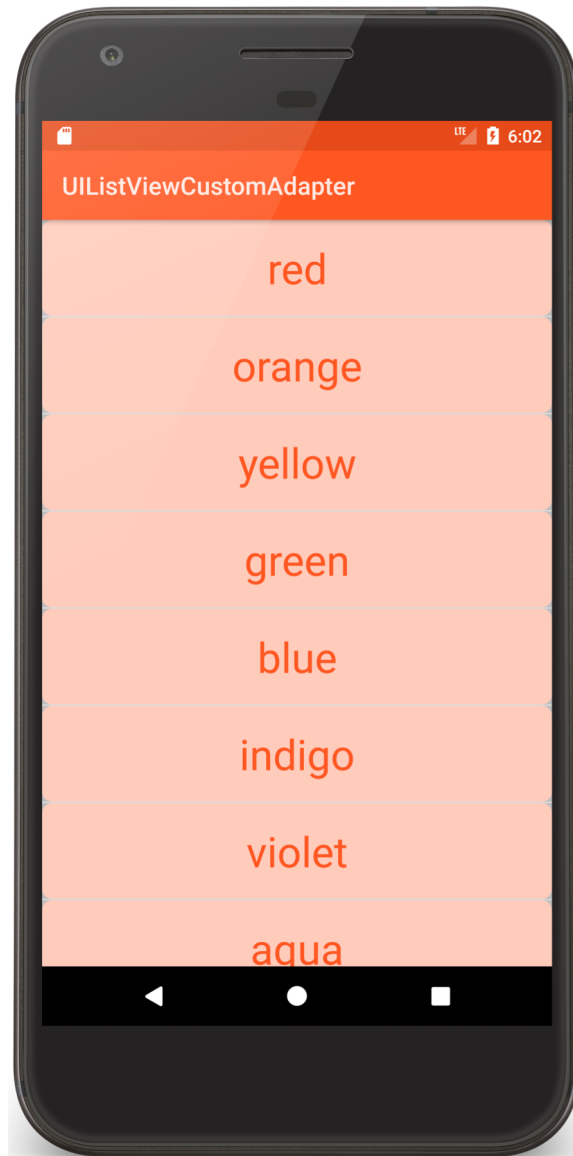 LTE 6:02
UIListViewCustomAdapter
red
orange
yellow
green
blue
indigo
violet
aqua